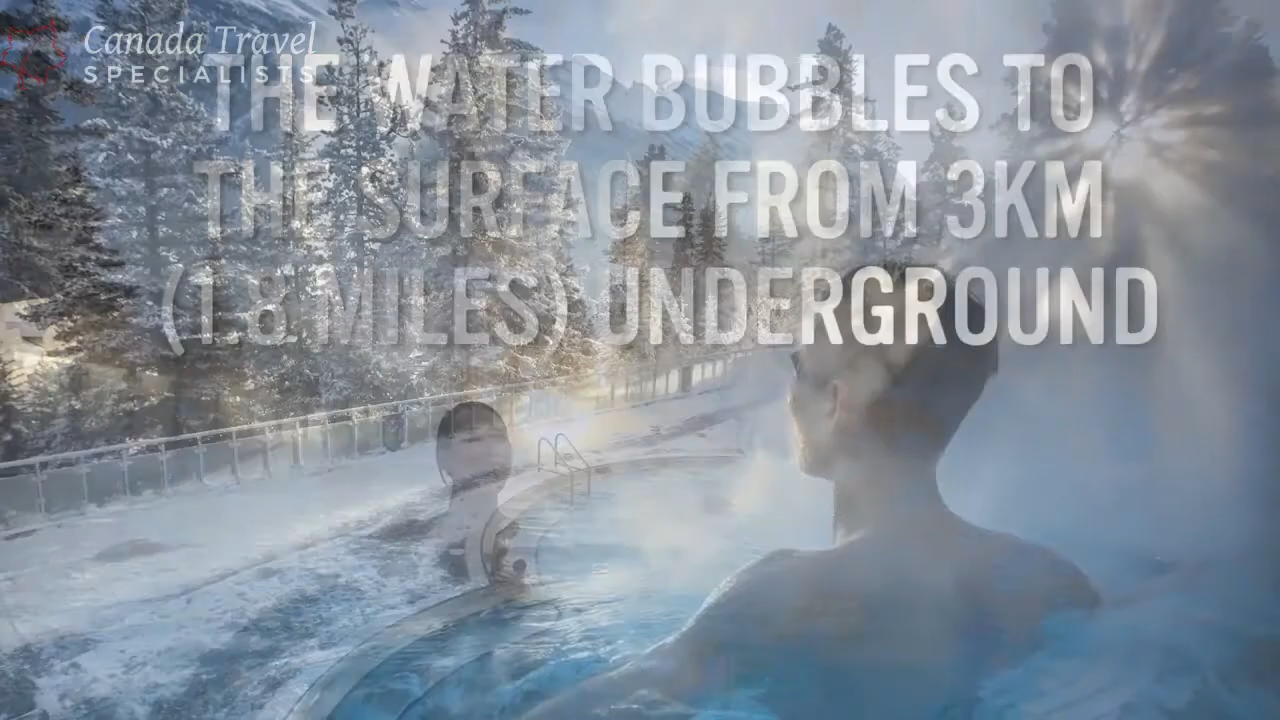 Canada Travel
SPECIALISTS
THE WATER BUBBLES TO
THE SURFACE FROM 3KM
(1.8 MILES) UNDERGROUND